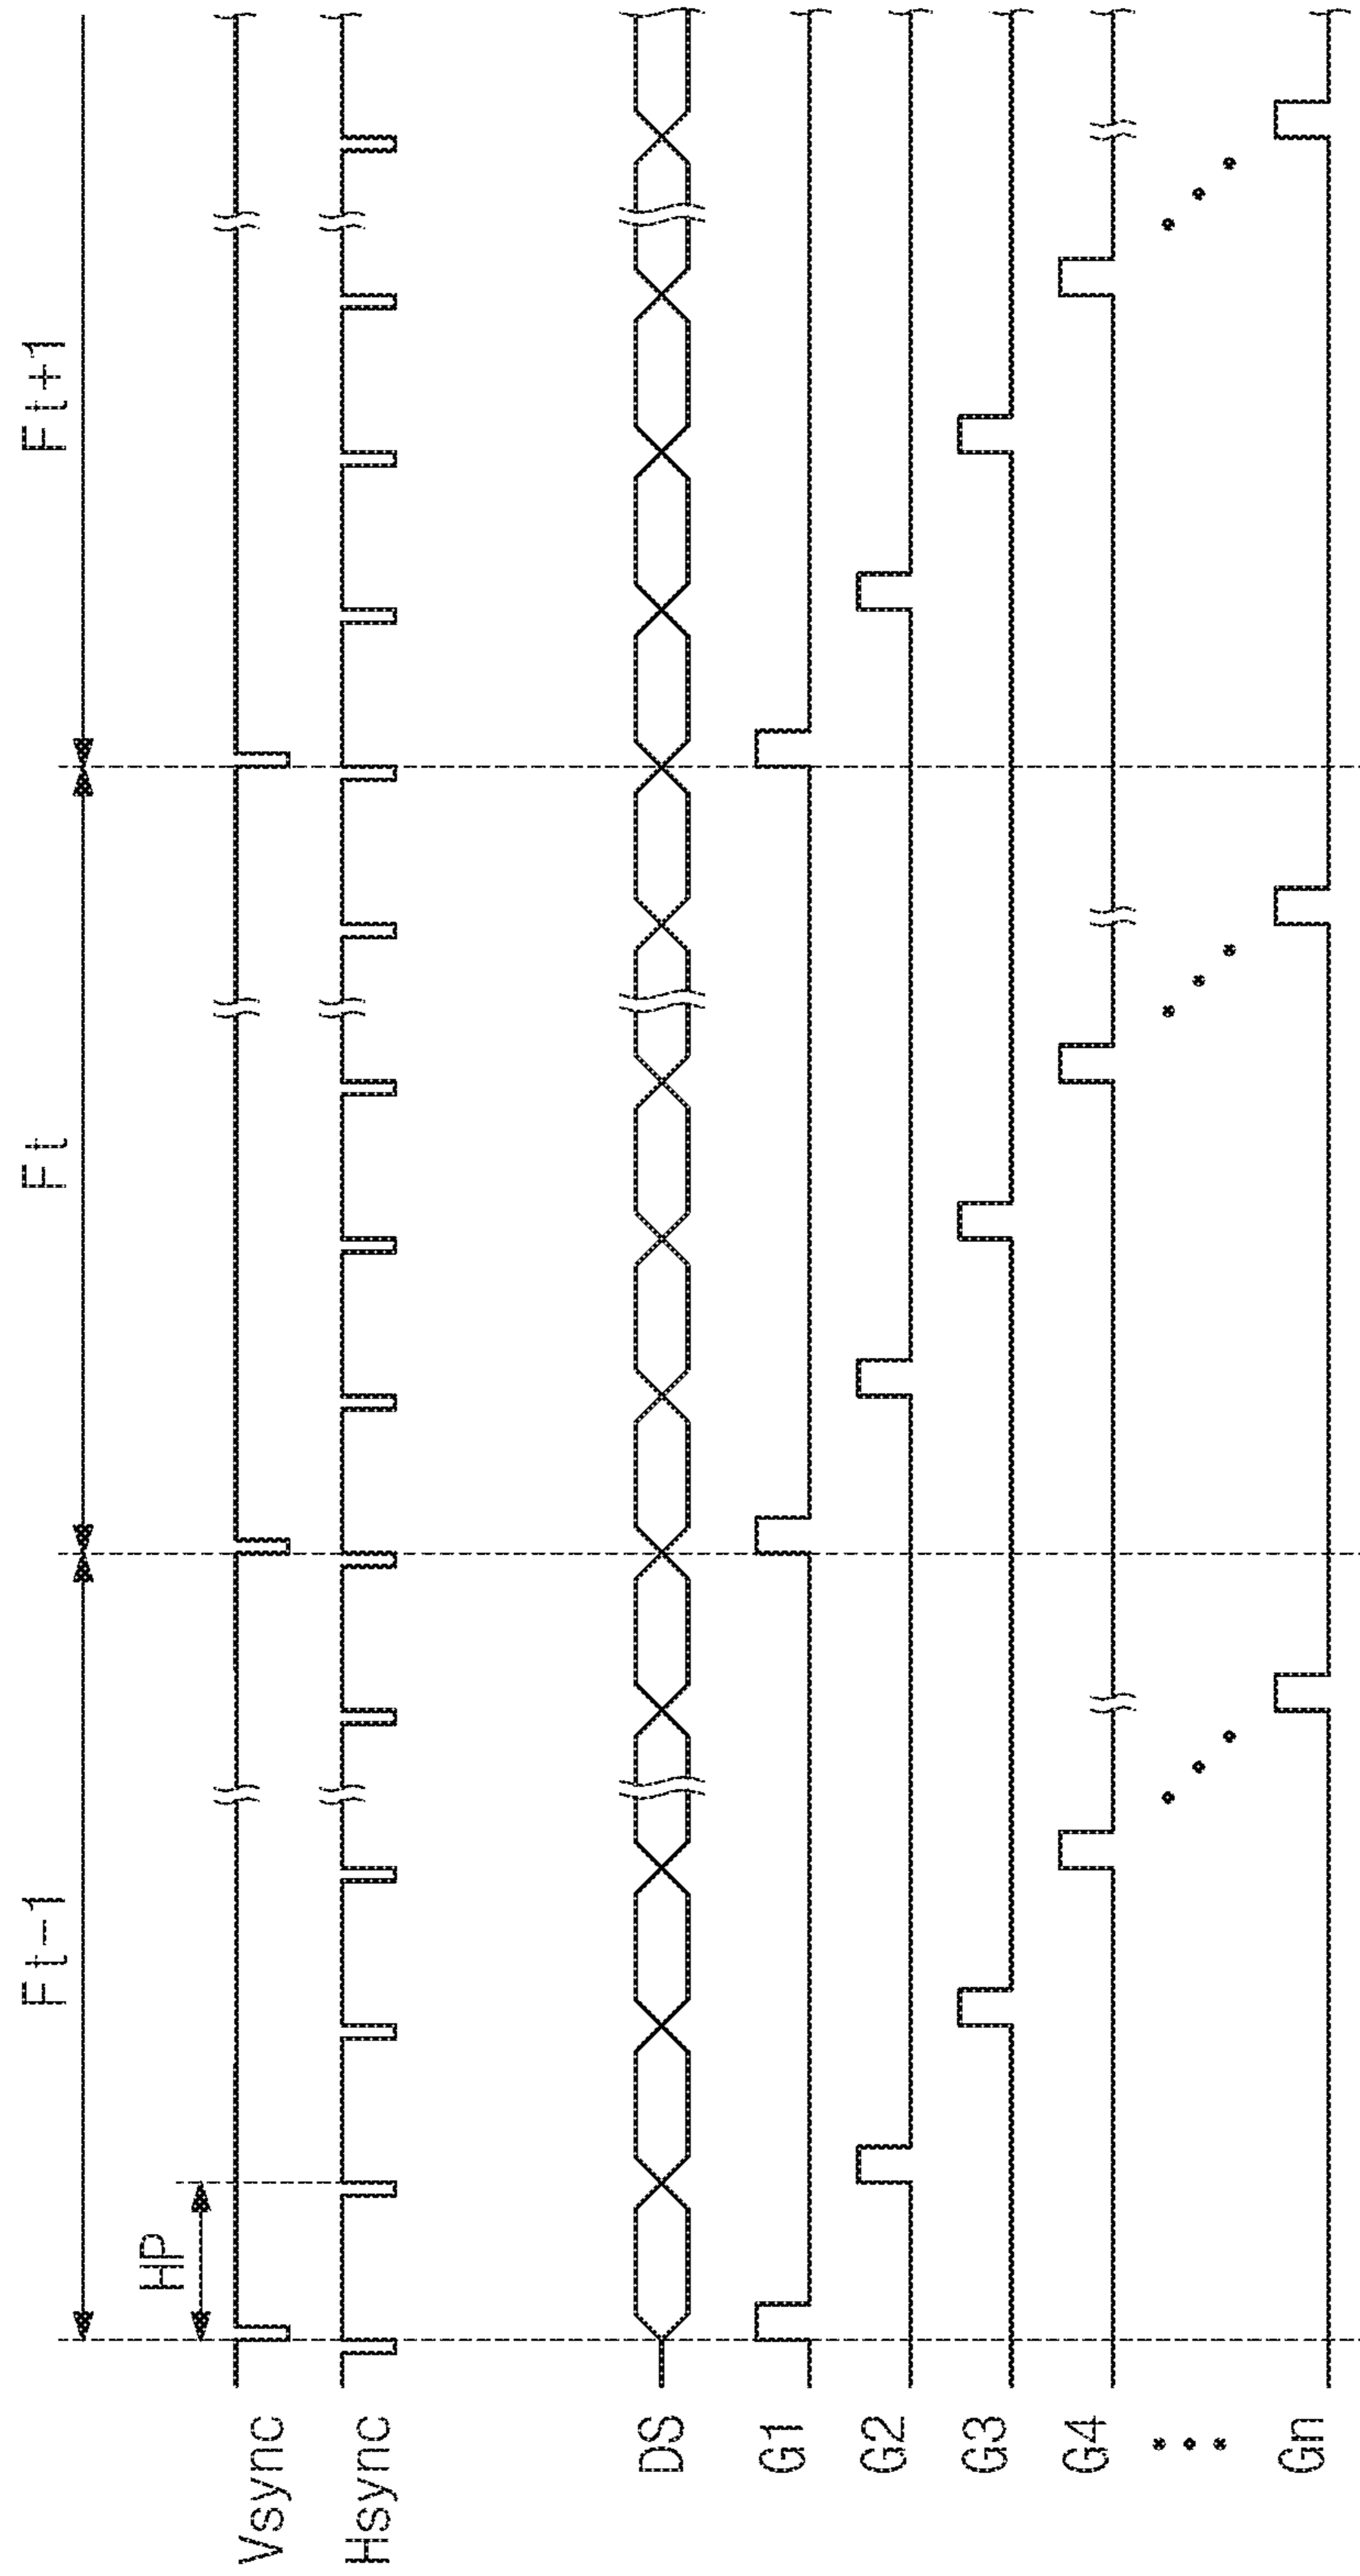 Ft-1
Ft
Ft+1
HP
Vsync
Hsync
DS
G1
G2
G3
G4
Gn